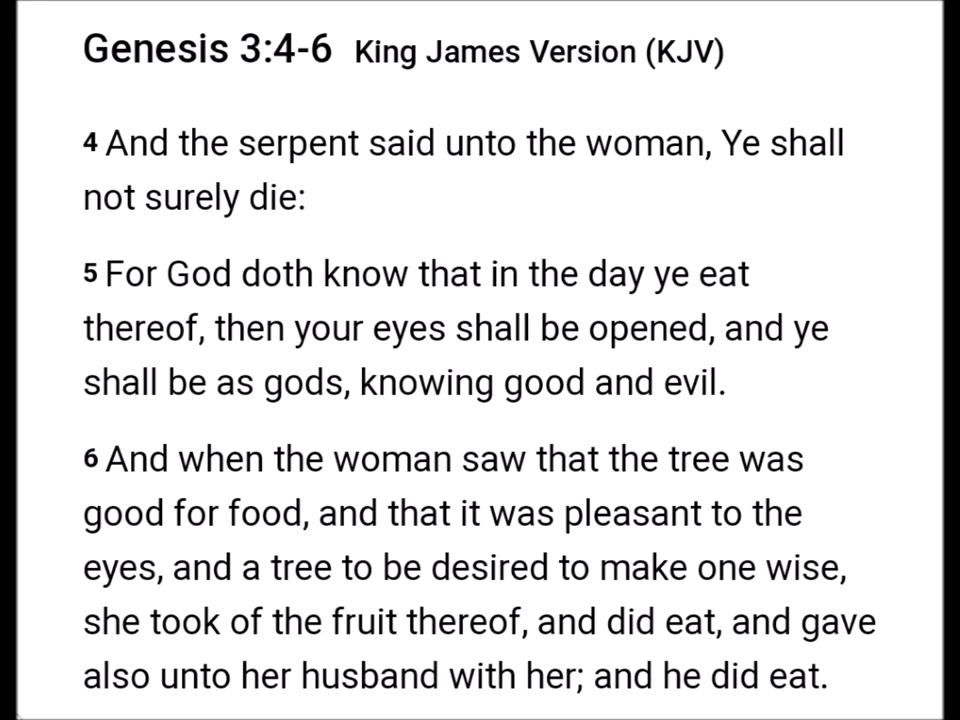 Genesis 3:4-6 King James Version (KJV)
4 And the serpent said unto the woman, Ye shall
not surely die:
5 For God doth know that in the day ye eat
thereof, then your eyes shall be opened, and ye
shall be as gods, knowing good and evil.
6 And when the woman saw that the tree was
good for food, and that it was pleasant to the
eyes, and a tree to be desired to make one wise,
she took of the fruit thereof, and did eat, and gave
also unto her husband with her; and he did eat.